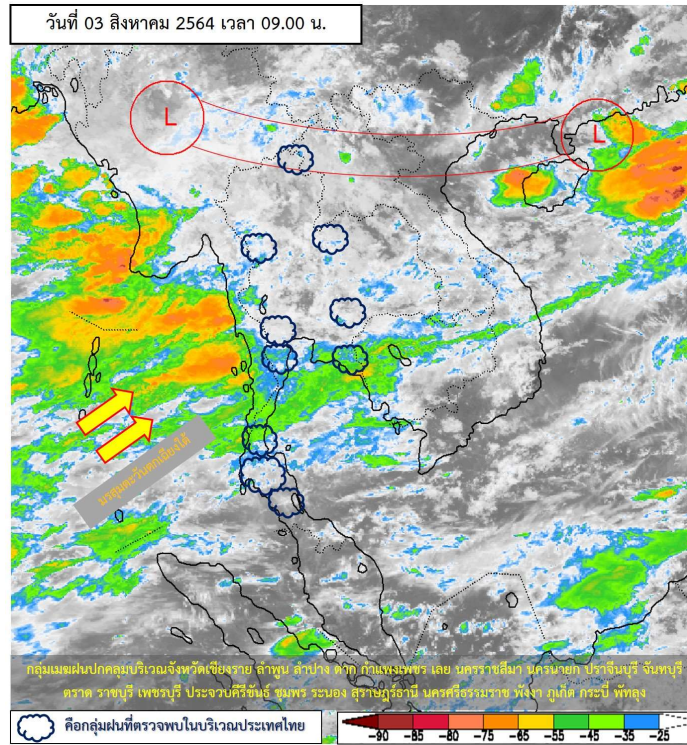 วันที่ 03 สิงหาคม 2564 เวลา 09.00 น.
L
L
มรสุมตะวันตกเฉียงใต้
กลุ่มเมฆฝนปกคลุมบริเวณจังหวัดเชียงราย ลำพูน ลำปาง ตาก กำแพงเพชร เลย นครราชสีมา นครนายก ปราจีนบุรี จันทบุรี
ตราด ราชบุรี เพชรบุรี ประจวบคีรีขันธ์ ชุมพร ระนอง สุราษฎร์ธานี นครศรีธรรมราช พังงา ภูเก็ต กระบี่ พัทลุง
คือกลุ่มฝนที่ตรวจพบในบริเวณประเทศไทย
-90 -85 -80 -75 -65 -55 -45 -35 -25